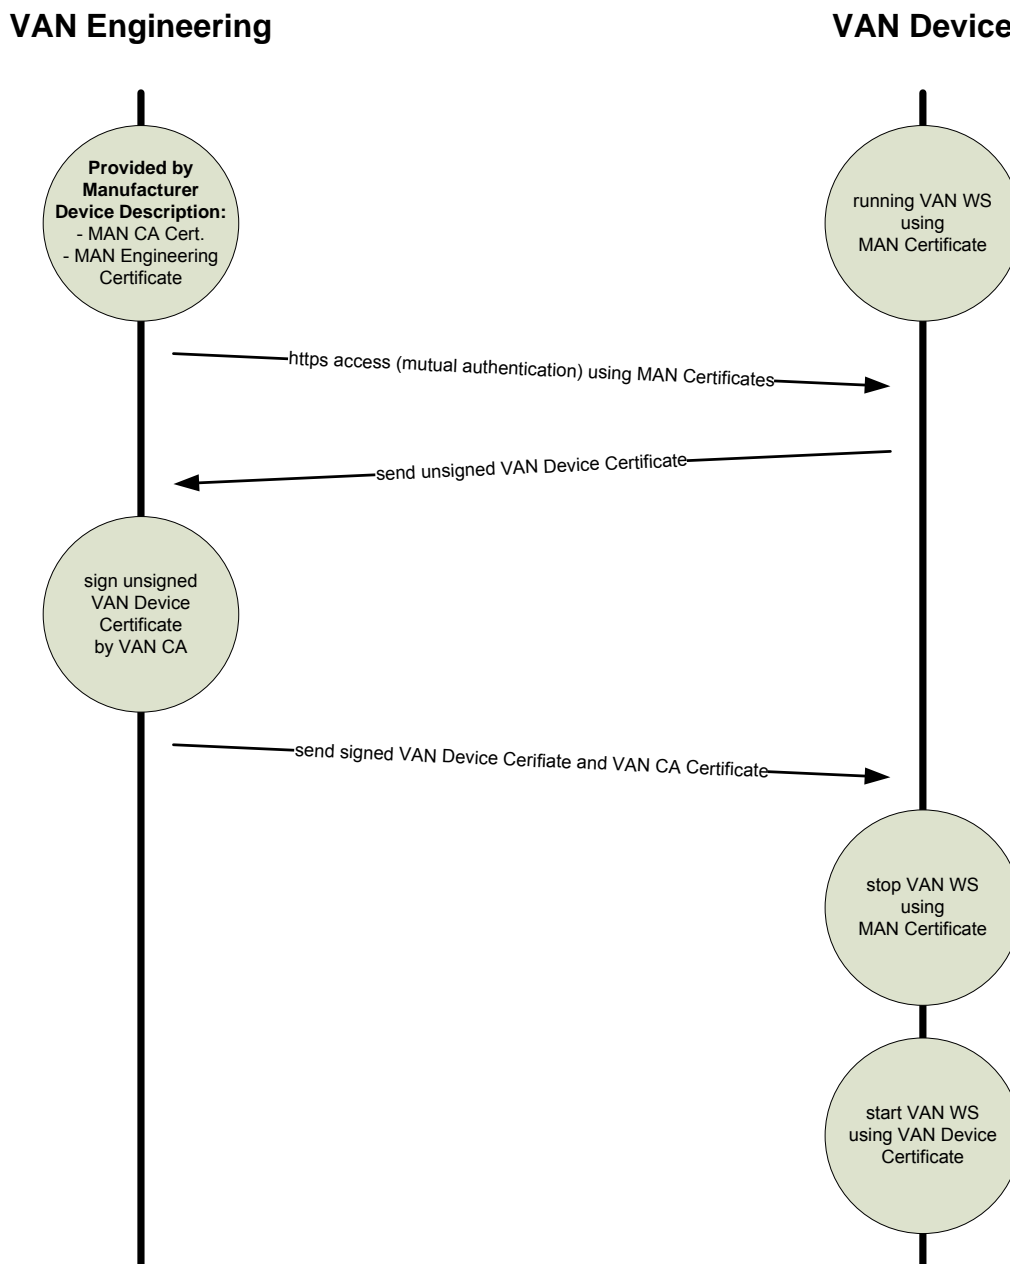 VAN Engineering
VAN Device
Provided by
Manufacturer
Device Description:
- MAN CA Cert.
- MAN Engineering
Certificate
running VAN WS
using
MAN Certificate
https access (mutual authentication) using MAN Certificates
send unsigned VAN Device Certificate
sign unsigned
VAN Device
Certificate
by VAN CA
send signed VAN Device Cerifiate and VAN CA Certificate
stop VAN WS
using
MAN Certificate
start VAN WS
using VAN Device
Certificate